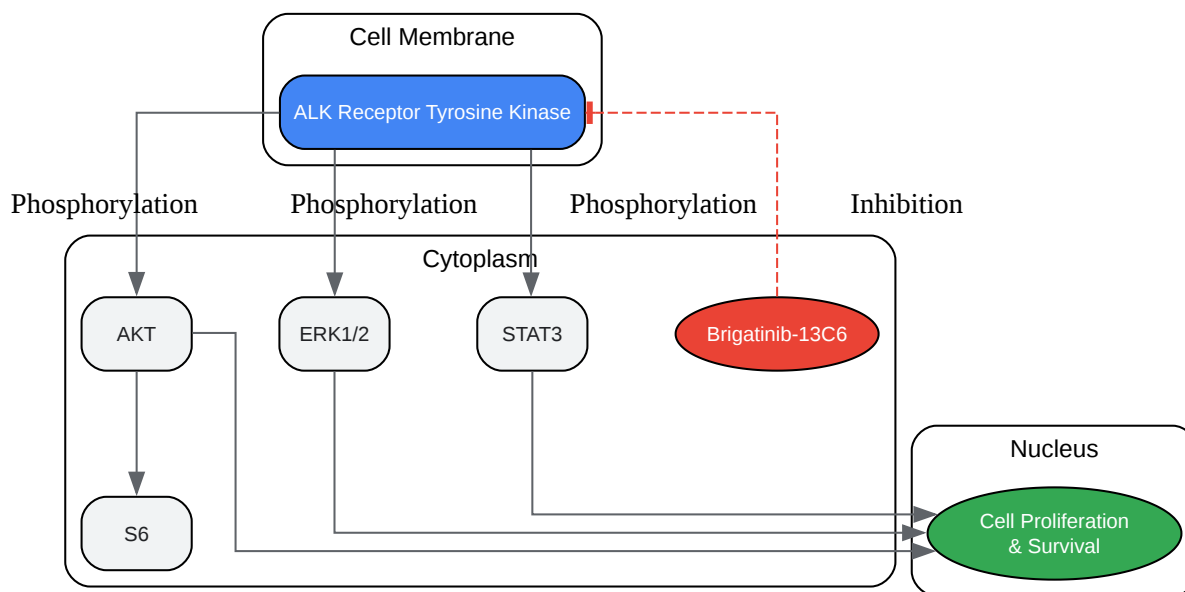 Cell Membrane
ALK Receptor Tyrosine Kinase
Phosphorylation
Phosphorylation
Phosphorylation
Inhibition
Cytoplasm
AKT
ERK1/2
STAT3
Brigatinib-13C6
Nucleus
S6
Cell Proliferation
& Survival